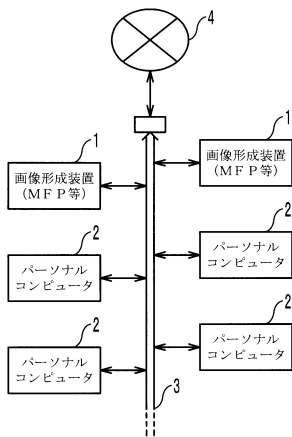 4
1
画像形成装置
(MFP等)
1
画像形成装置
(MFP等)
2
パーソナル
コンピュータ
2
パーソナル
コンピュータ
2
パーソナル
コンピュータ
2
パーソナル
コンピュータ
3